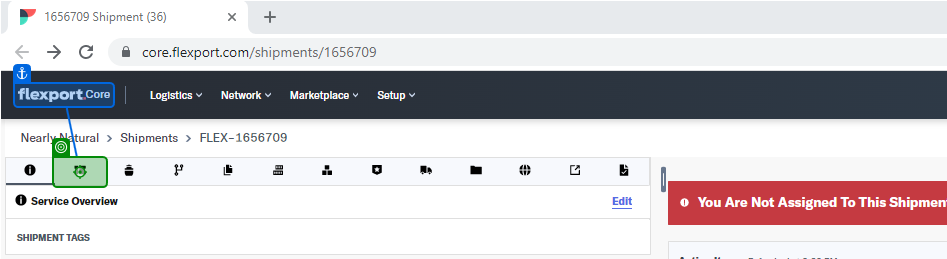 1656709 Shipment (36)
core.flexport.com/shipments/1656709
flexport.Core
Logistics Network Marketplace Setup
Nearly Natural > Shipments > FLEX-1656709
Service Overview Edit
SHIPMENT TAGS
You Are Not Assigned To This Shipmen